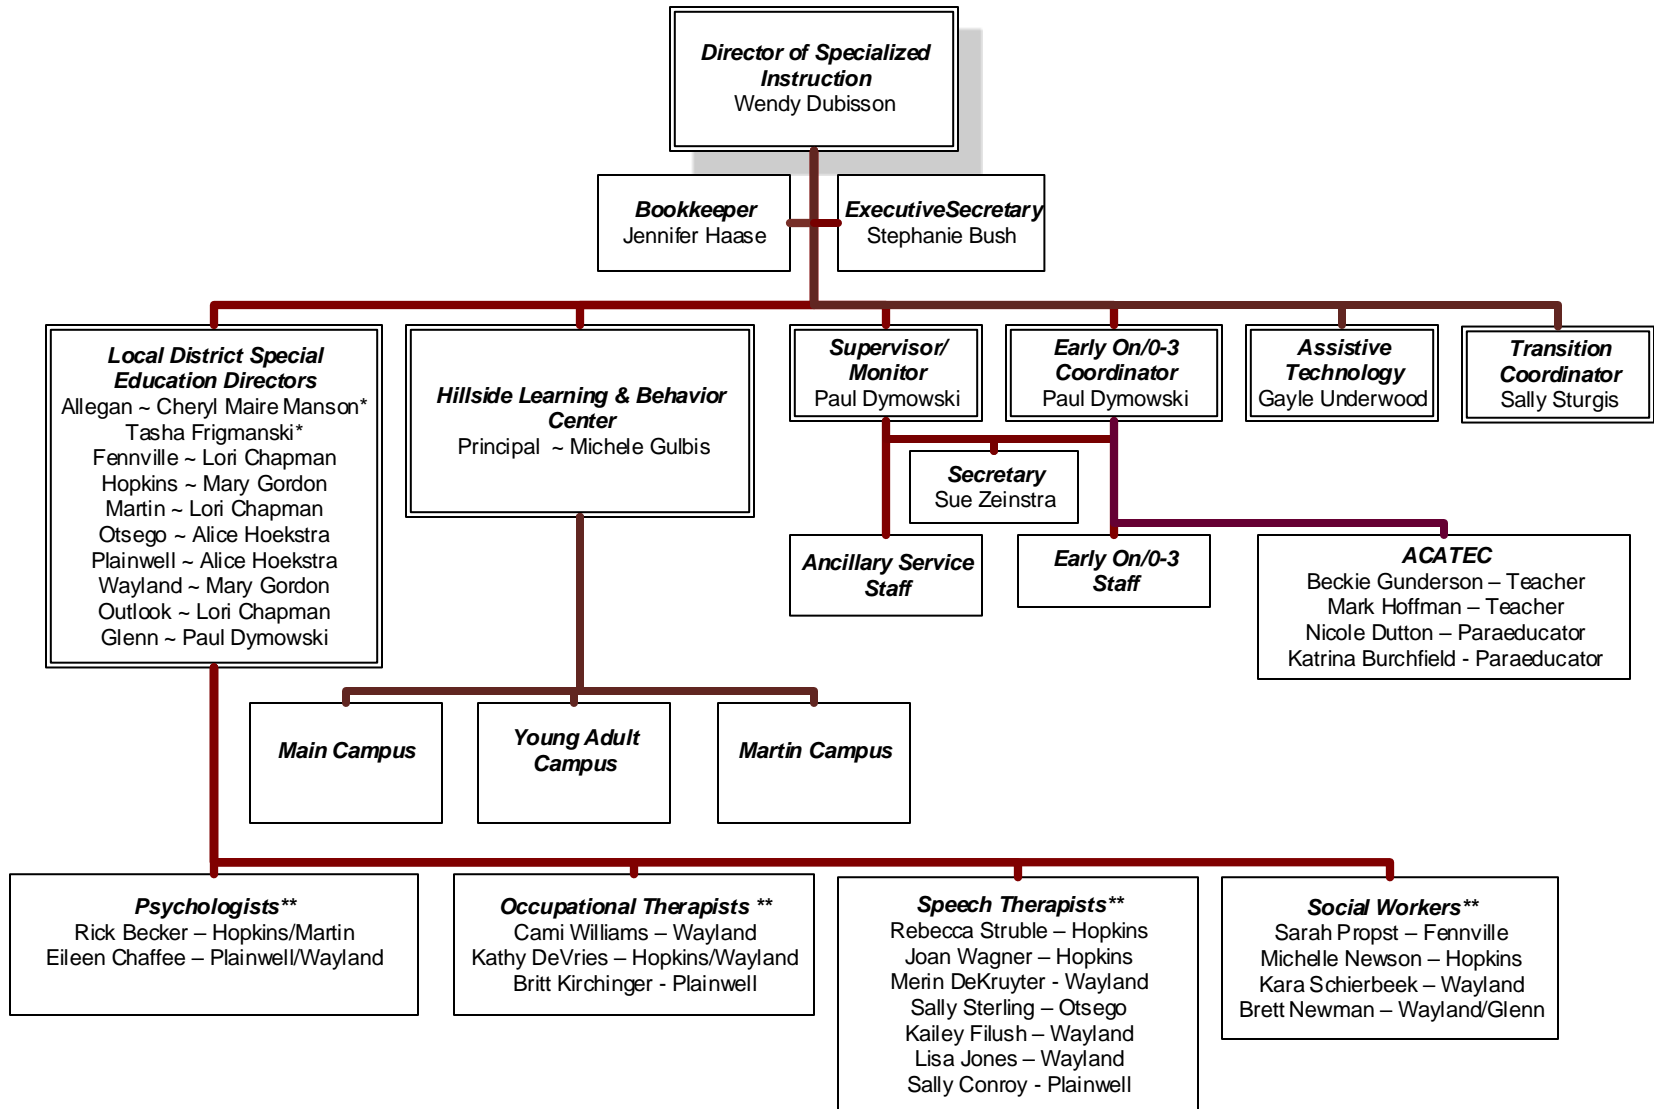 Director of Specialized
Instruction
Wendy Dubisson
Bookkeeper
Jennifer Haase
ExecutiveSecretary
Stephanie Bush
Local District Special
Education Directors
Allegan ~ Cheryl Maire Manson*
Tasha Frigmanski*
Fennville ~ Lori Chapman
Hopkins ~ Mary Gordon
Martin ~ Lori Chapman
Otsego ~ Alice Hoekstra
Plainwell ~ Alice Hoekstra
Wayland ~ Mary Gordon
Outlook ~ Lori Chapman
Glenn ~ Paul Dymowski
Hillside Learning & Behavior
Center
Principal ~ Michele Gulbis
Supervisor/
Monitor
Paul Dymowski
Early On/0-3
Coordinator
Paul Dymowski
Assistive
Technology
Gayle Underwood
Transition
Coordinator
Sally Sturgis
Secretary
Sue Zeinstra
Ancillary Service
Staff
Early On/0-3
Staff
ACATEC
Beckie Gunderson – Teacher
Mark Hoffman – Teacher
Nicole Dutton – Paraeducator
Katrina Burchfield - Paraeducator
Main Campus
Young Adult
Campus
Martin Campus
Psychologists**
Rick Becker – Hopkins/Martin
Eileen Chaffee – Plainwell/Wayland
Occupational Therapists **
Cami Williams – Wayland
Kathy DeVries – Hopkins/Wayland
Britt Kirchinger - Plainwell
Speech Therapists**
Rebecca Struble – Hopkins
Joan Wagner – Hopkins
Merin DeKruyter - Wayland
Sally Sterling – Otsego
Kailey Filush – Wayland
Lisa Jones – Wayland
Sally Conroy - Plainwell
Social Workers**
Sarah Propst – Fennville
Michelle Newson – Hopkins
Kara Schierbeek – Wayland
Brett Newman – Wayland/Glenn